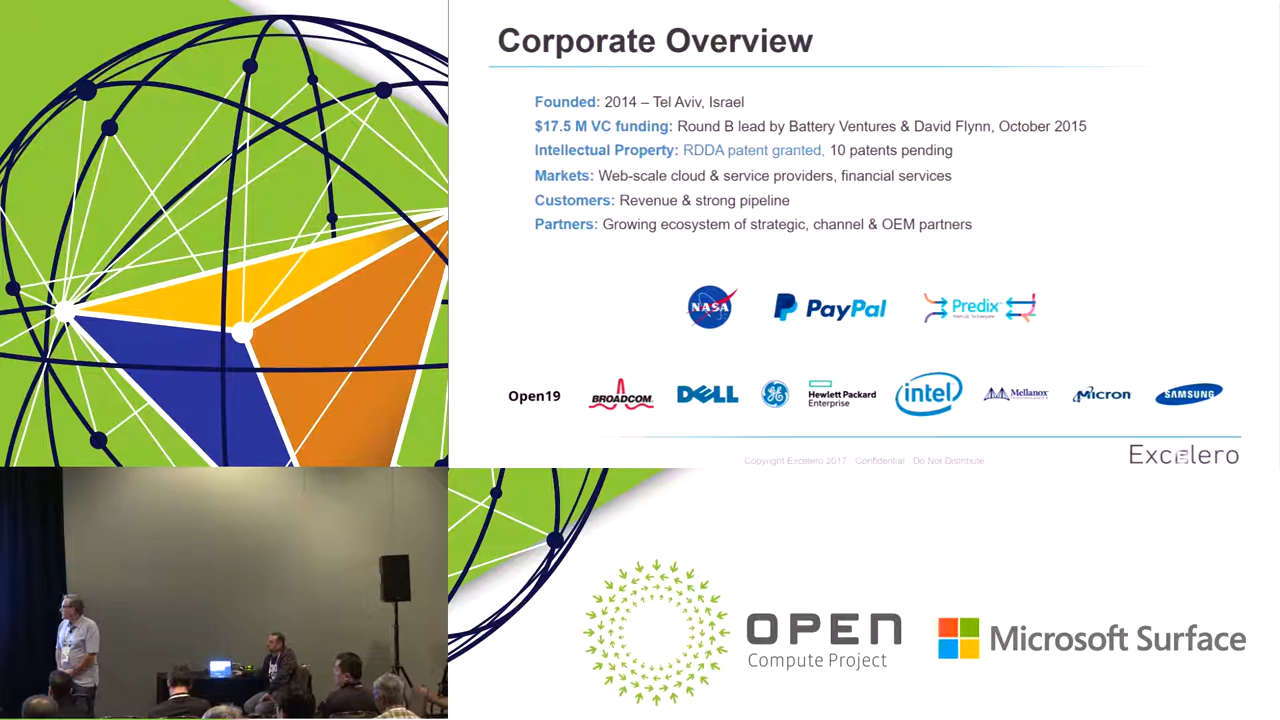 Corporate Overview
Founded: 2014 – Tel Aviv, Israel
$17.5 M VC funding: Round B lead by Battery Ventures & David Flynn, October 2015
Intellectual Property: RDDA patent granted, 10 patents pending
Markets: Web-scale cloud & service providers, financial services
Customers: Revenue & strong pipeline
Partners: Growing ecosystem of strategic, channel & OEM partners
NASA PayPal Predix
Open19 BROADCOM. DELL GE Hewlett Packard Enterprise intel Mellanox Micron SAMSUNG
Copyright Excelero 2017 Confidential Do Not Distribute
Excelero
OPEN
Compute Project
Microsoft Surface